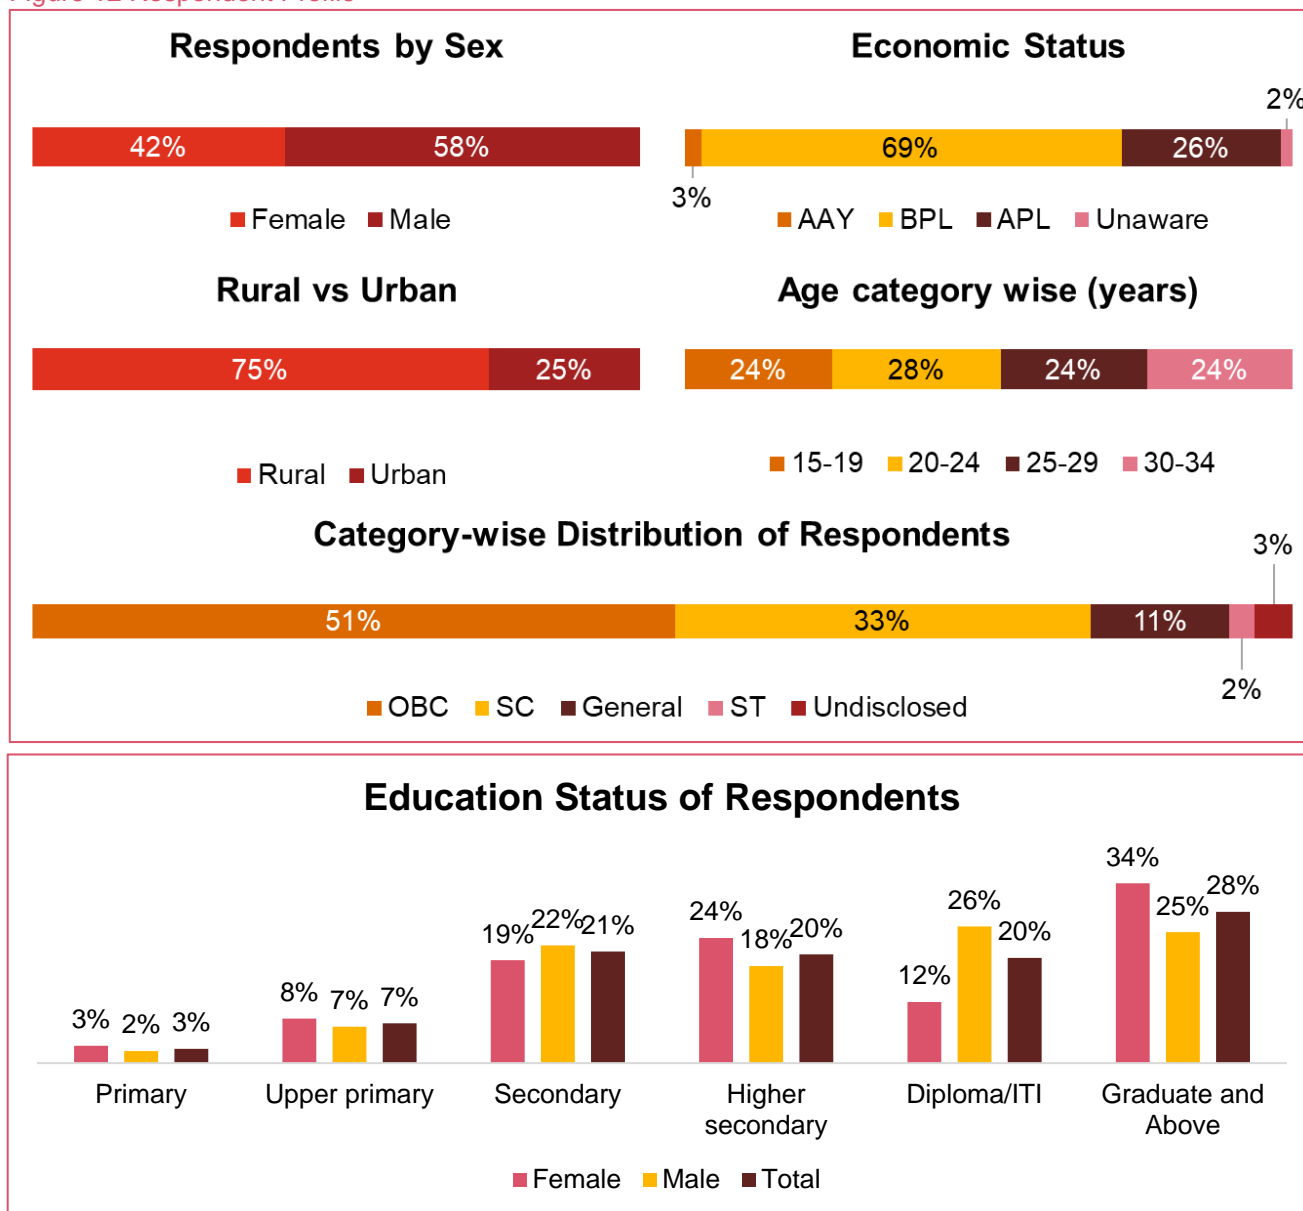 Figure 12 Respondent Profile
Respondents by Sex
42% 58%
Female Male
Economic Status
2%
69% 26%
3%
AAY BPL APL Unaware
Rural vs Urban
75% 25%
Rural Urban
Age category wise (years)
24% 28% 24% 24%
15-19 20-24 25-29 30-34
Category-wise Distribution of Respondents
3%
51% 33% 11%
2%
OBC SC General ST Undisclosed
Education Status of Respondents
3% 2% 3%
8% 7% 7%
19% 22% 21%
24% 18% 20%
12% 26% 20%
34% 25% 28%
Primary Upper primary Secondary Higher secondary Diploma/ITI Graduate and Above
Female Male Total